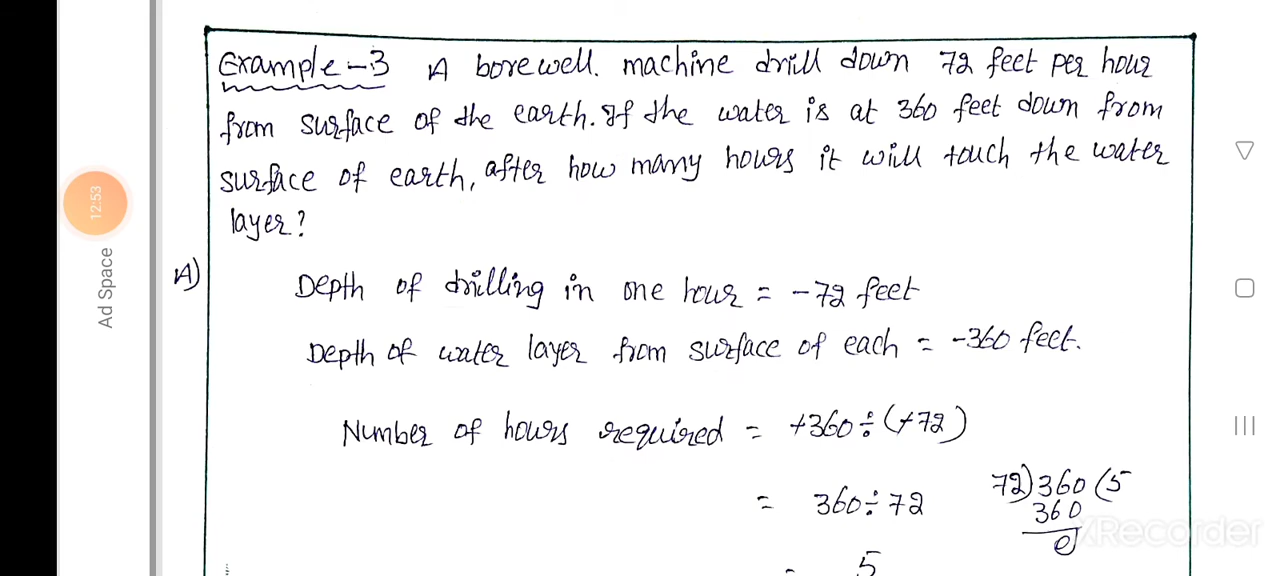 Example-3 A borewell. machine drill down 72 feet per hour
from surface of the earth. If the water is at 360 feet down from
surface of earth, after how many hours it will touch the water
layer?
A)
Depth of drilling in one hour = -72 feet
Depth of water layer from surface of each = -360 feet.
Number of hours required = +360÷(+72)
= 360÷72
72)360(5
360
0
= 5
12:53
Ad Space
XRecorder